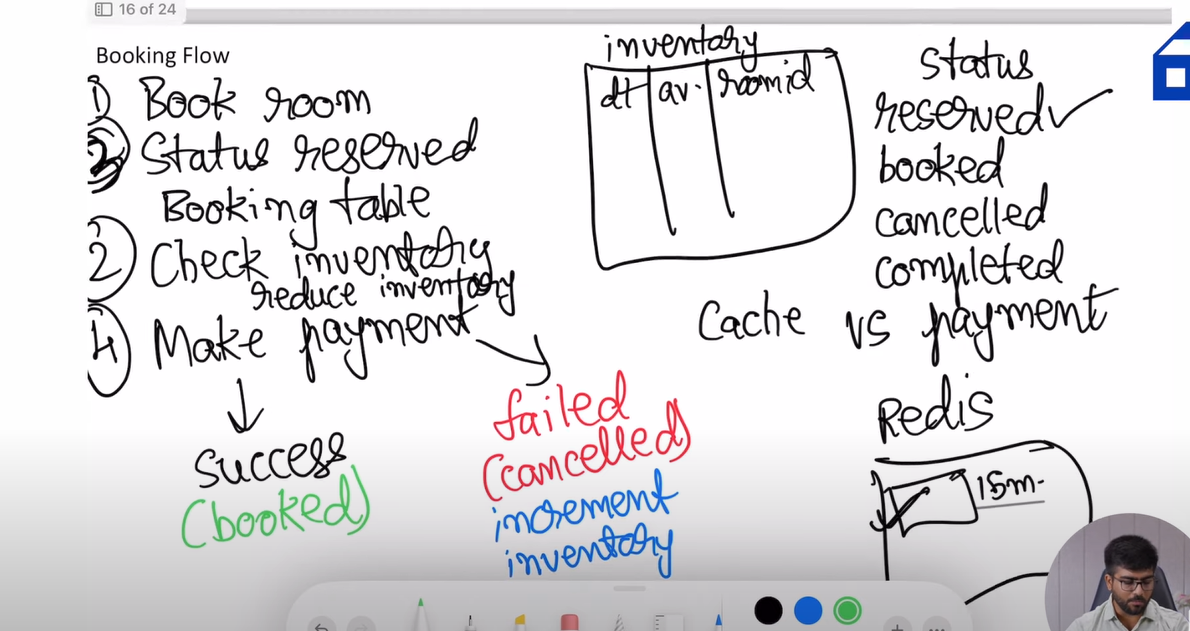 16 of 24
Booking Flow
1) Book room
3 Status reserved
Booking table
2 Check inventory
reduce inventory
4 Make payment
success
(booked)
failed
(cancelled)
increment
inventory
inventory
dt av. roomid
Status
reserved ✓
booked
cancelled
completed
Cache vs payment
Redis
15m.